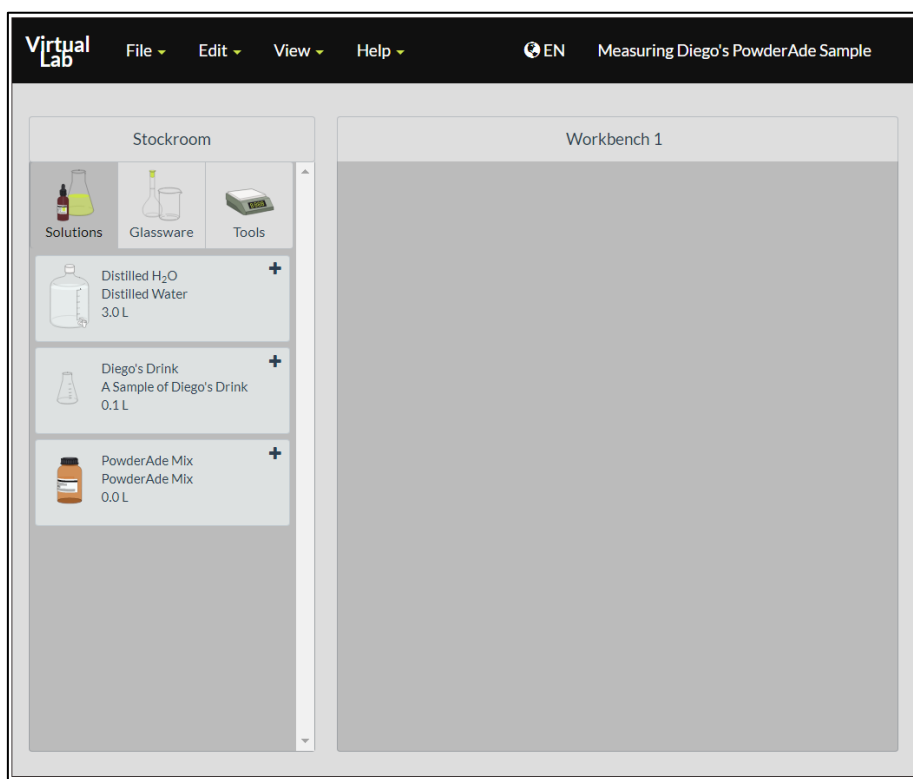 Virtual Lab
File
Edit
View
Help
EN
Measuring Diego's PowderAde Sample
Stockroom
Solutions
Glassware
Tools
Distilled H₂O
Distilled Water
3.0 L
Diego's Drink
A Sample of Diego's Drink
0.1 L
PowderAde Mix
PowderAde Mix
0.0 L
Workbench 1